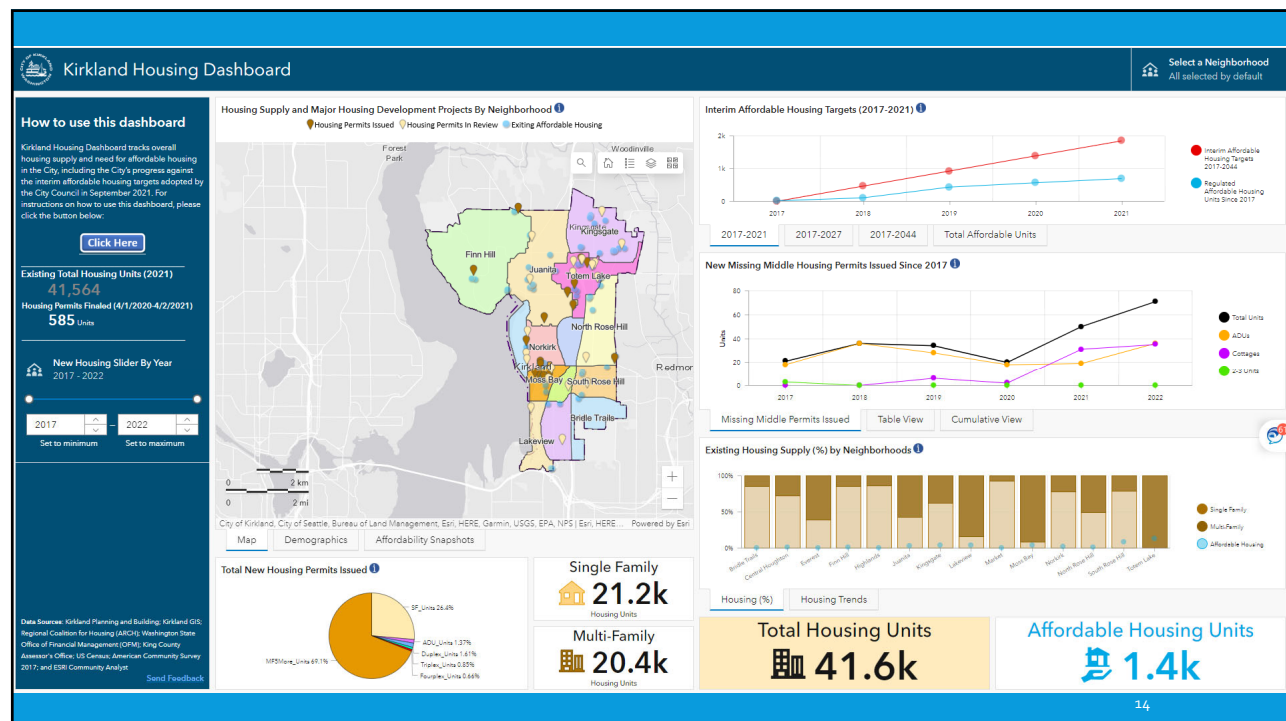 Kirkland Housing Dashboard
Select a Neighborhood
All selected by default
How to use this dashboard
Kirkland Housing Dashboard tracks overall
housing supply and need for affordable housing
in the City, including the City's progress against
the interim affordable housing targets adopted by
the City Council in September 2021. For
instructions on how to use this dashboard, please
click the button below:
Click Here
Existing Total Housing Units (2021)
41,564
Housing Permits Finaled (4/1/2020-4/2/2021)
585 Units
New Housing Slider By Year
2017 - 2022
2017 – 2022
Set to minimum Set to maximum
Data Sources: Kirkland Planning and Building; Kirkland GIS;
Regional Coalition for Housing (ARCH); Washington State
Office of Financial Management (OFM); King County
Assessor's Office; US Census; American Community Survey
2017; and ESRI Community Analyst
Send Feedback
Housing Supply and Major Housing Development Projects By Neighborhood
Housing Permits Issued Housing Permits In Review Exiting Affordable Housing
Forest
Park
Woodinville
Kingsgate
Kingsgate
Finn Hill
Juanita
Totem Lake
North Rose Hill
Norkirk
Kirkland
Redmor
Moss Bay South Rose Hill
Bridle Trails
Lakeview
0 2 km
0 2 mi
City of Kirkland, City of Seattle, Bureau of Land Management, Esri, HERE, Garmin, USGS, EPA, NPS | Esri, HERE... Powered by Esri
Map Demographics Affordability Snapshots
Total New Housing Permits Issued
SF_Units 26.4%
ADU_Units 1.37%
Duplex_Units 1.61%
Triplex_Units 0.85%
Fourplex_Units 0.66%
MF5More_Units 69.1%
Single Family
21.2k
Housing Units
Multi-Family
20.4k
Housing Units
Interim Affordable Housing Targets (2017-2021)
2k
1k
0
2017 2018 2019 2020 2021
Interim Affordable
Housing Targets
2017-2044
Regulated
Affordable Housing
Units Since 2017
2017-2021 2017-2027 2017-2044 Total Affordable Units
New Missing Middle Housing Permits Issued Since 2017
80
60
40
20
0
Units
2017 2018 2019 2020 2021 2022
Total Units
ADUs
Cottages
2-3 Units
Missing Middle Permits Issued Table View Cumulative View
Existing Housing Supply (%) by Neighborhoods
100%
50%
0%
Bridle Trails Central Houghton Everest Finn Hill Highlands Juanita Kingsgate Lakeview Market Moss Bay Norkirk North Rose Hill South Rose Hill Totem Lake
Single Family
Multi-Family
Affordable Housing
Housing (%) Housing Trends
Total Housing Units
41.6k
Affordable Housing Units
1.4k
14